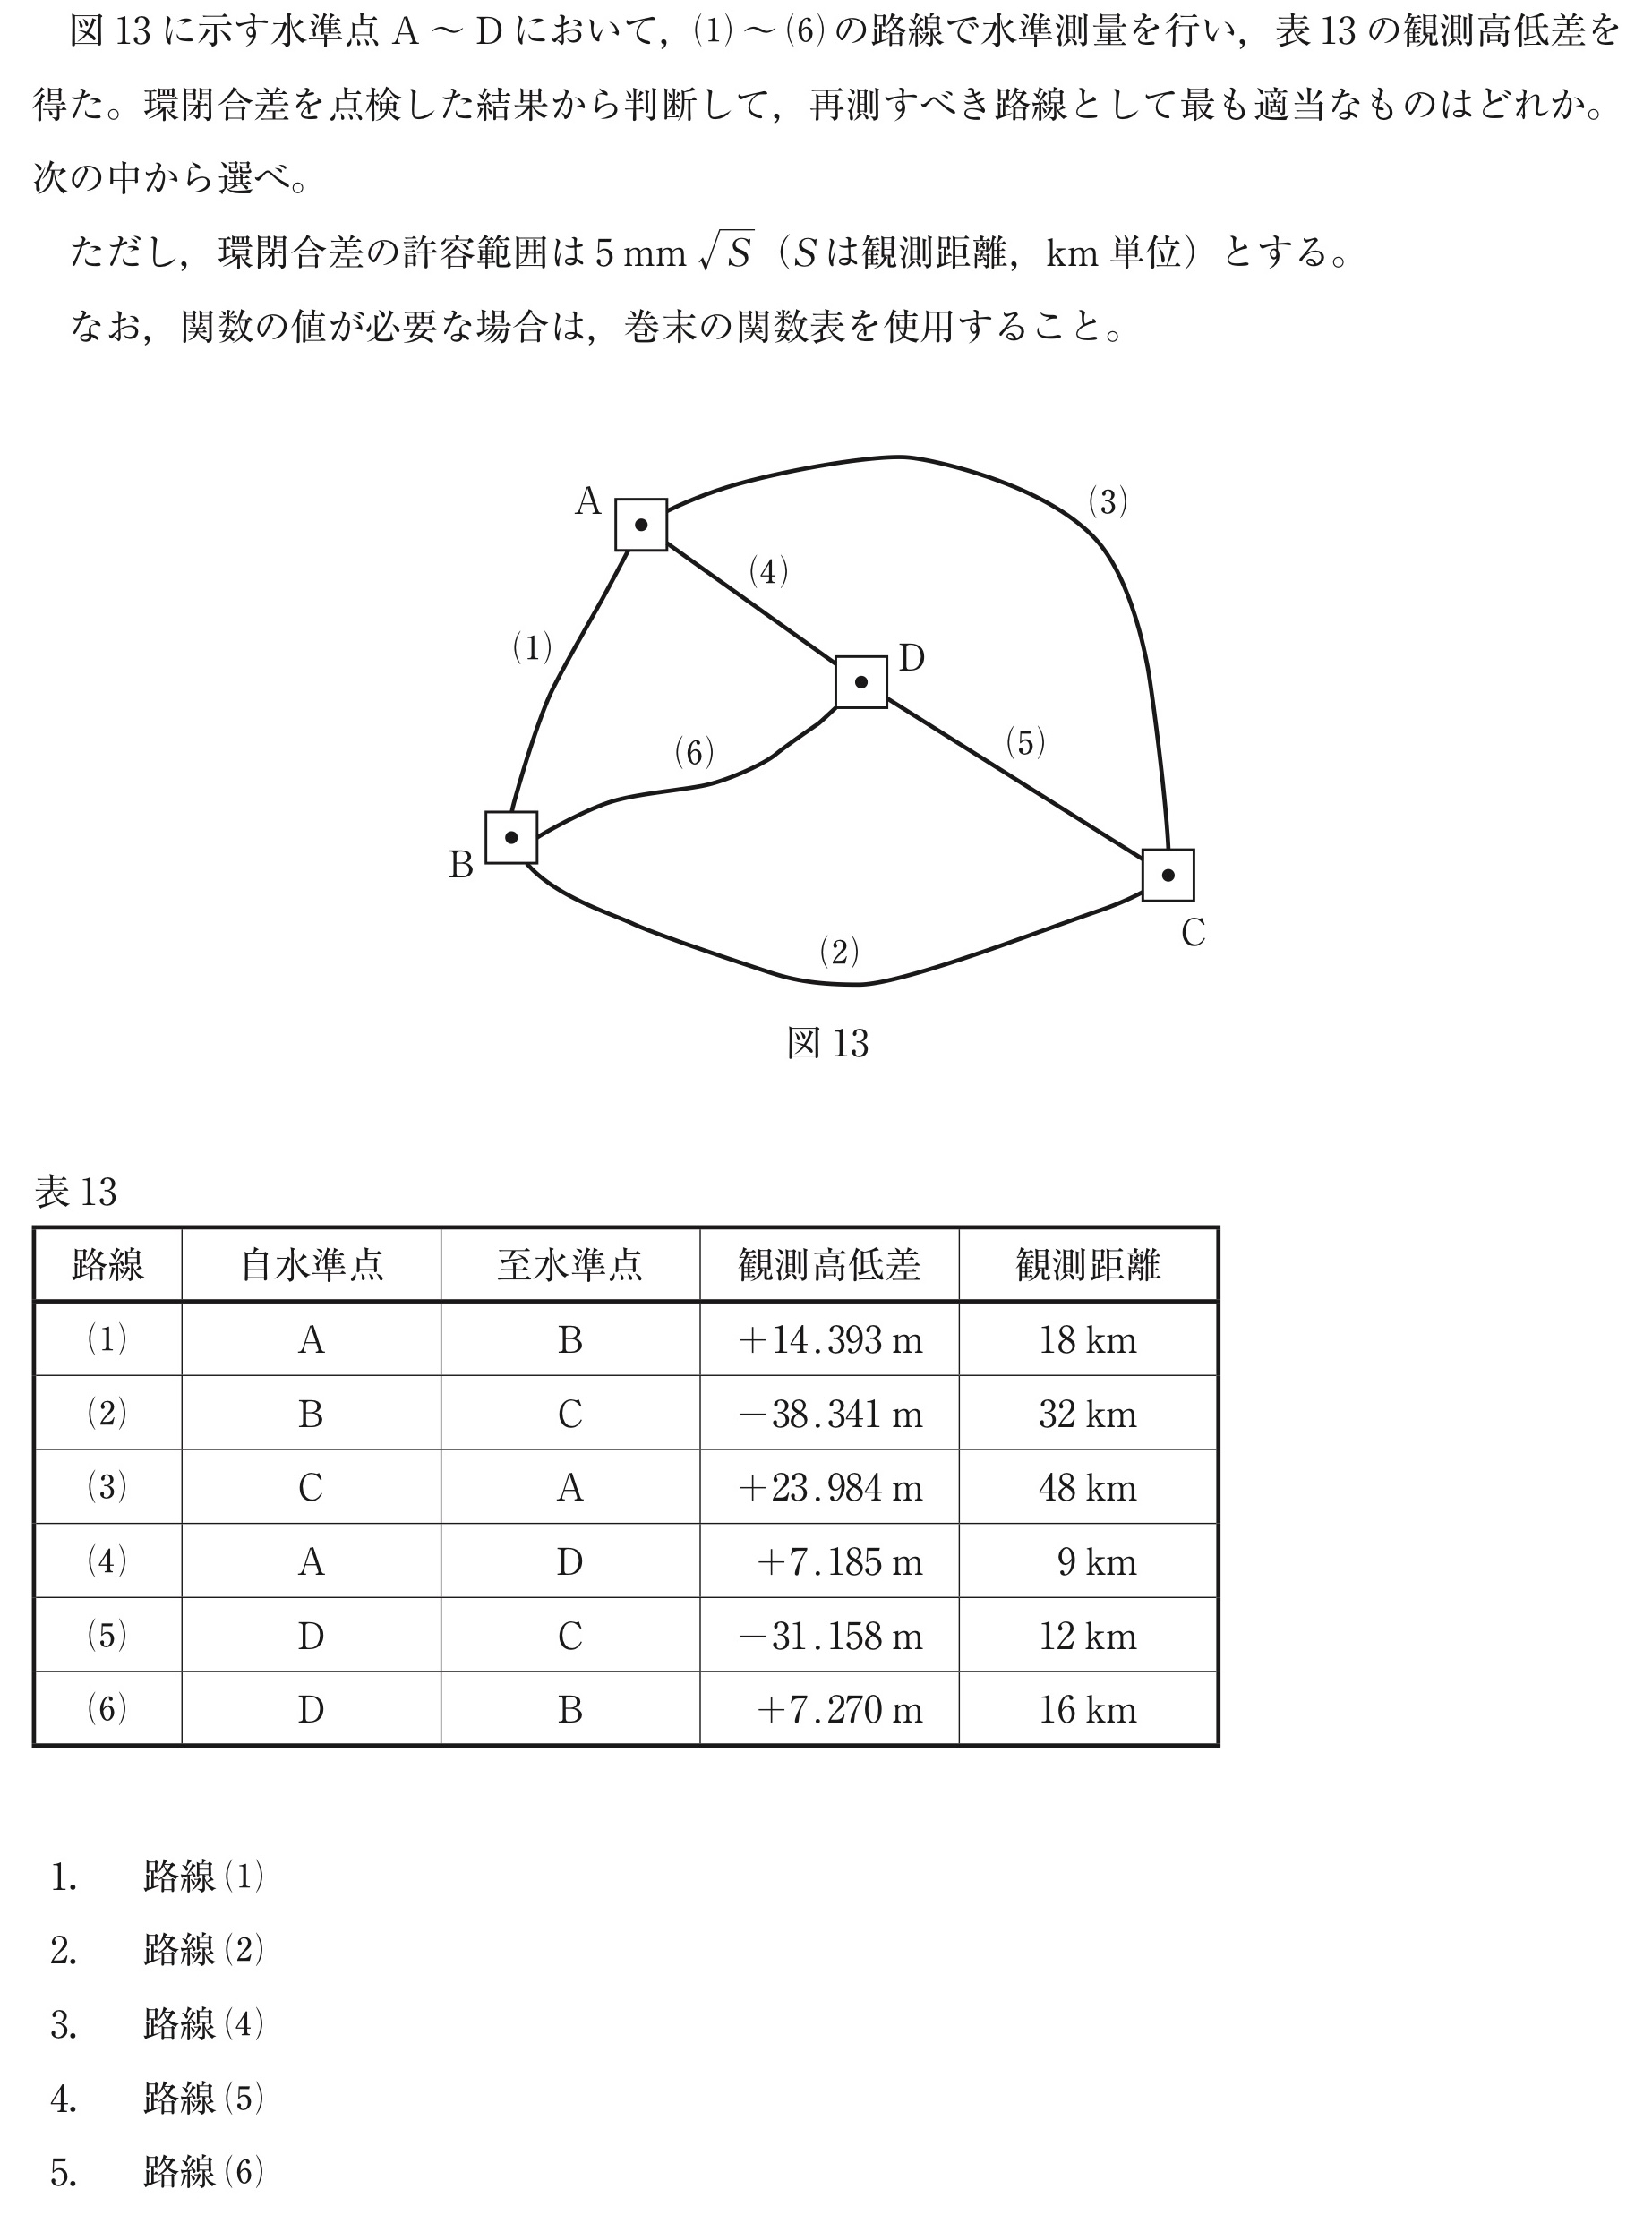 図 13 に示す水準点 A ～ D において，(1)～(6)の路線で水準測量を行い，表 13 の観測高低差を
得た。環閉合差を点検した結果から判断して，再測すべき路線として最も適当なものはどれか。
次の中から選べ。
ただし，環閉合差の許容範囲は 5 mm √S（S は観測距離，km 単位）とする。
なお，関数の値が必要な場合は，巻末の関数表を使用すること。
A
(3)
(4)
(1)
D
(6)
(5)
B
C
(2)
図 13
表 13
路線 自水準点 至水準点 観測高低差 観測距離
(1) A B ＋14.393 m 18 km
(2) B C －38.341 m 32 km
(3) C A ＋23.984 m 48 km
(4) A D ＋7.185 m 9 km
(5) D C －31.158 m 12 km
(6) D B ＋7.270 m 16 km
1. 路線(1)
2. 路線(2)
3. 路線(4)
4. 路線(5)
5. 路線(6)